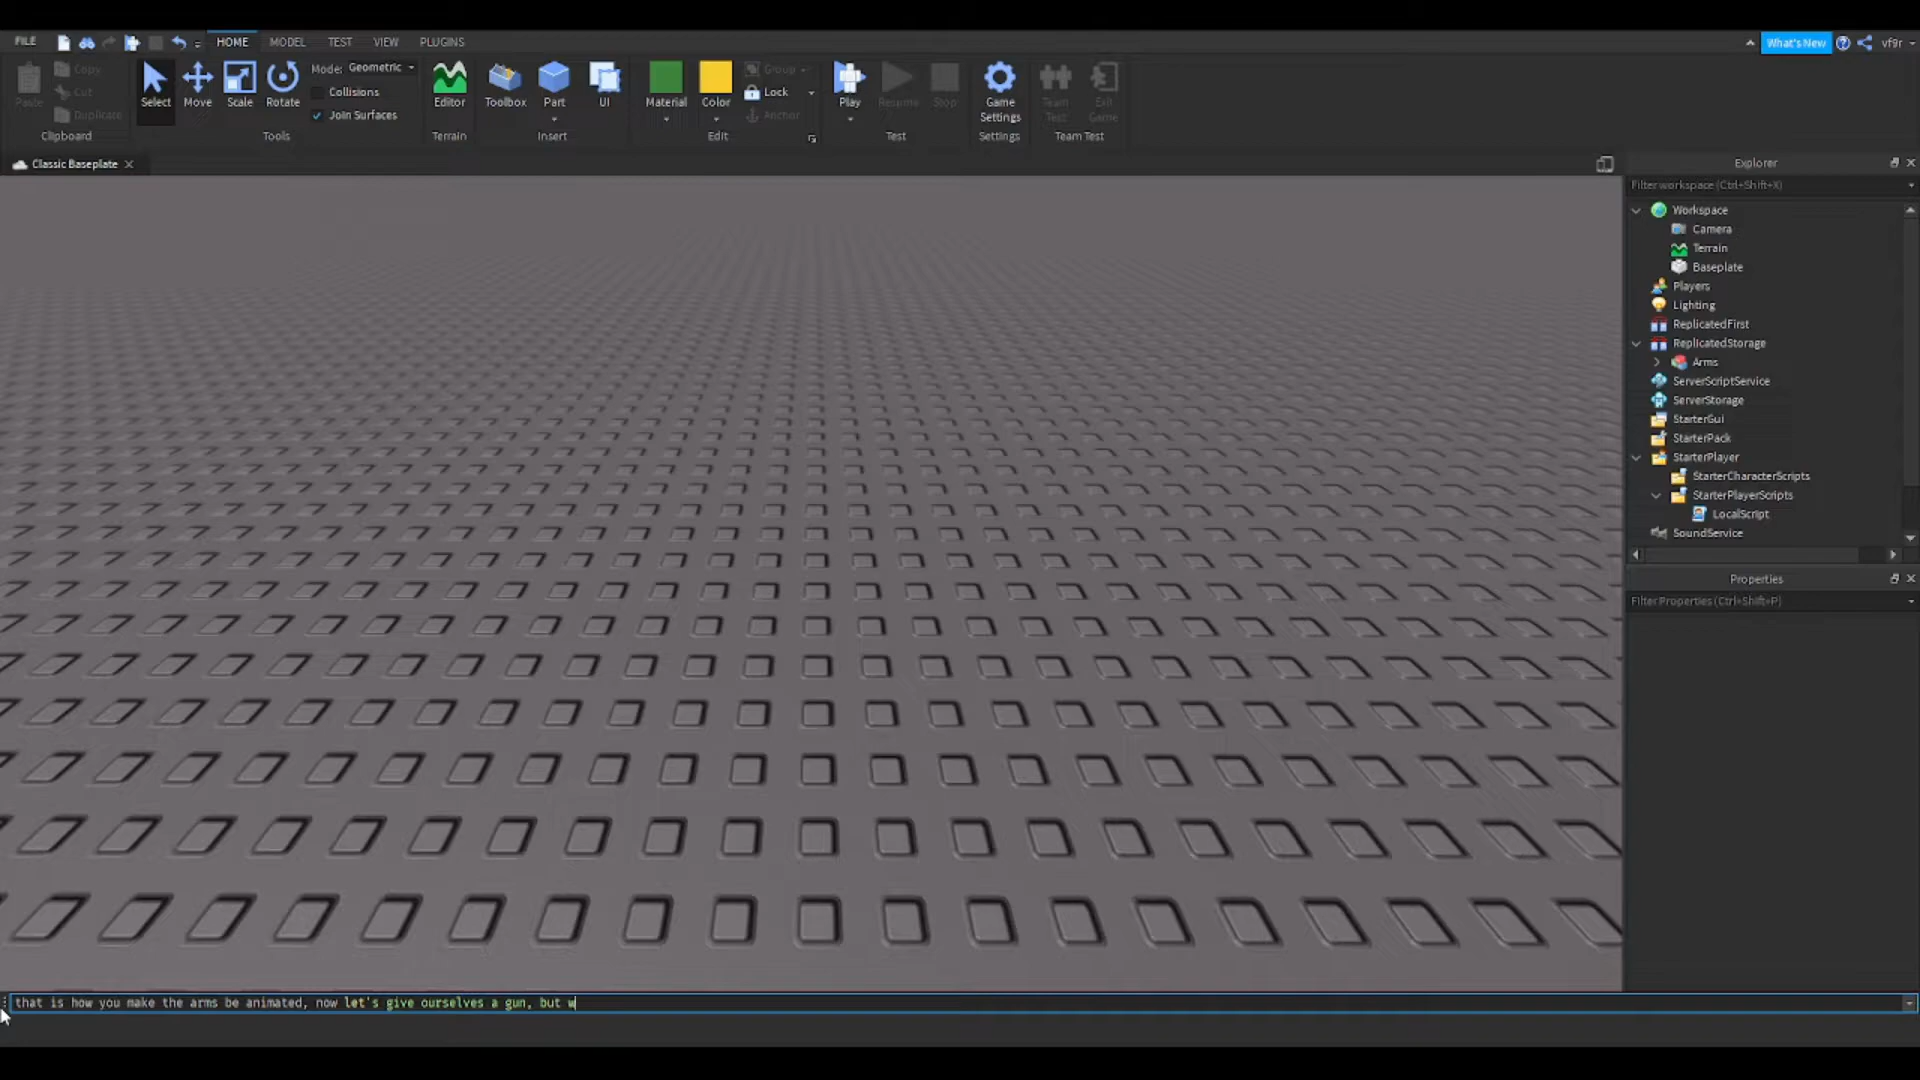 FILE HOME MODEL TEST VIEW PLUGINS What's New vf9r
Copy
Cut
Duplicate
Paste
Clipboard
Select Move Scale Rotate
Mode: Geometric
Collisions
Join Surfaces
Tools
Editor
Terrain
Toolbox Part UI
Insert
Material Color
Group
Lock
Anchor
Edit
Play Resume Stop
Test
Game Settings
Settings
Team Test
Exit Game
Team Test
Classic Baseplate
Explorer
Filter workspace (Ctrl+Shift+X)
Workspace
Camera
Terrain
Baseplate
Players
Lighting
ReplicatedFirst
ReplicatedStorage
Arms
ServerScriptService
ServerStorage
StarterGui
StarterPack
StarterPlayer
StarterCharacterScripts
StarterPlayerScripts
LocalScript
SoundService
Properties
Filter Properties (Ctrl+Shift+P)
that is how you make the arms be animated, now let's give ourselves a gun, but w